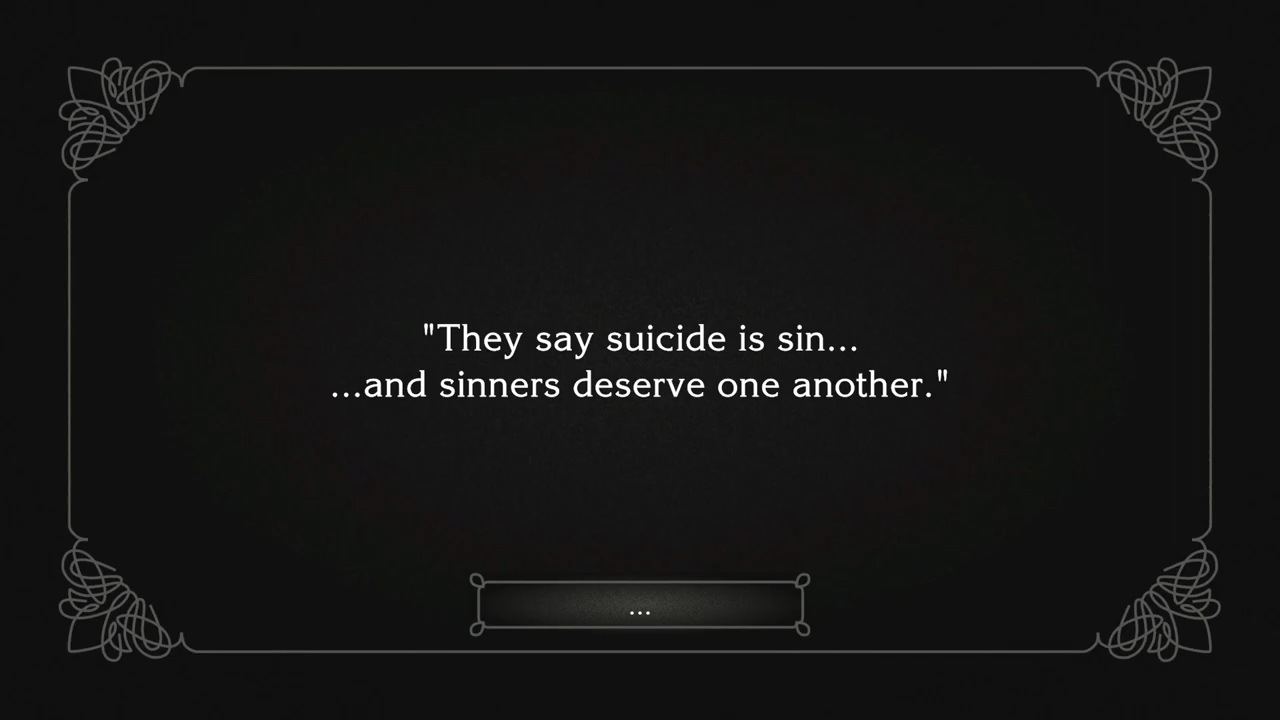 "They say suicide is sin...
...and sinners deserve one another."
...